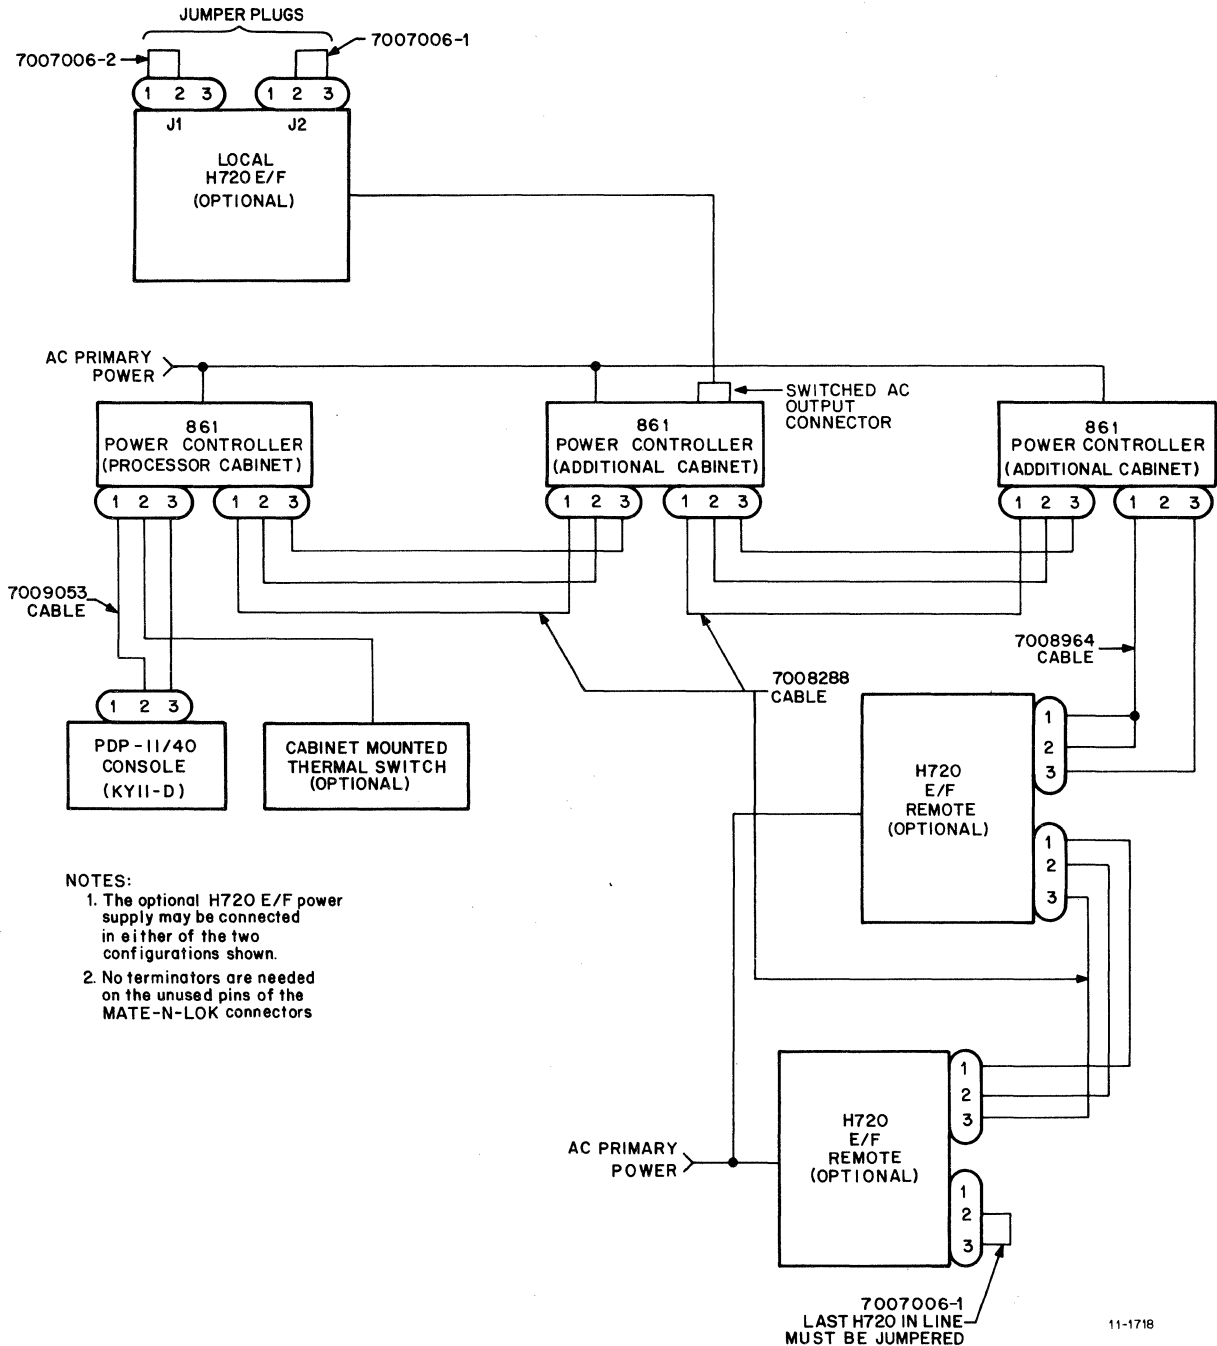 JUMPER PLUGS
7007006-2
7007006-1
1 2 3
1 2 3
J1
J2
LOCAL
H720 E/F
(OPTIONAL)
AC PRIMARY
POWER
SWITCHED AC
OUTPUT
CONNECTOR
861
POWER CONTROLLER
(PROCESSOR CABINET)
861
POWER CONTROLLER
(ADDITIONAL CABINET)
861
POWER CONTROLLER
(ADDITIONAL CABINET)
1 2 3
1 2 3
1 2 3
1 2 3
1 2 3
1 2 3
7009053
CABLE
7008288
CABLE
7008964
CABLE
1 2 3
PDP-11/40
CONSOLE
(KY11-D)
CABINET MOUNTED
THERMAL SWITCH
(OPTIONAL)
H720
E/F
REMOTE
(OPTIONAL)
1
2
3
1
2
3
NOTES:
1. The optional H720 E/F power
supply may be connected
in either of the two
configurations shown.
2. No terminators are needed
on the unused pins of the
MATE-N-LOK connectors
AC PRIMARY
POWER
H720
E/F
REMOTE
(OPTIONAL)
1
2
3
1
2
3
7007006-1
LAST H720 IN LINE
MUST BE JUMPERED
11-1718